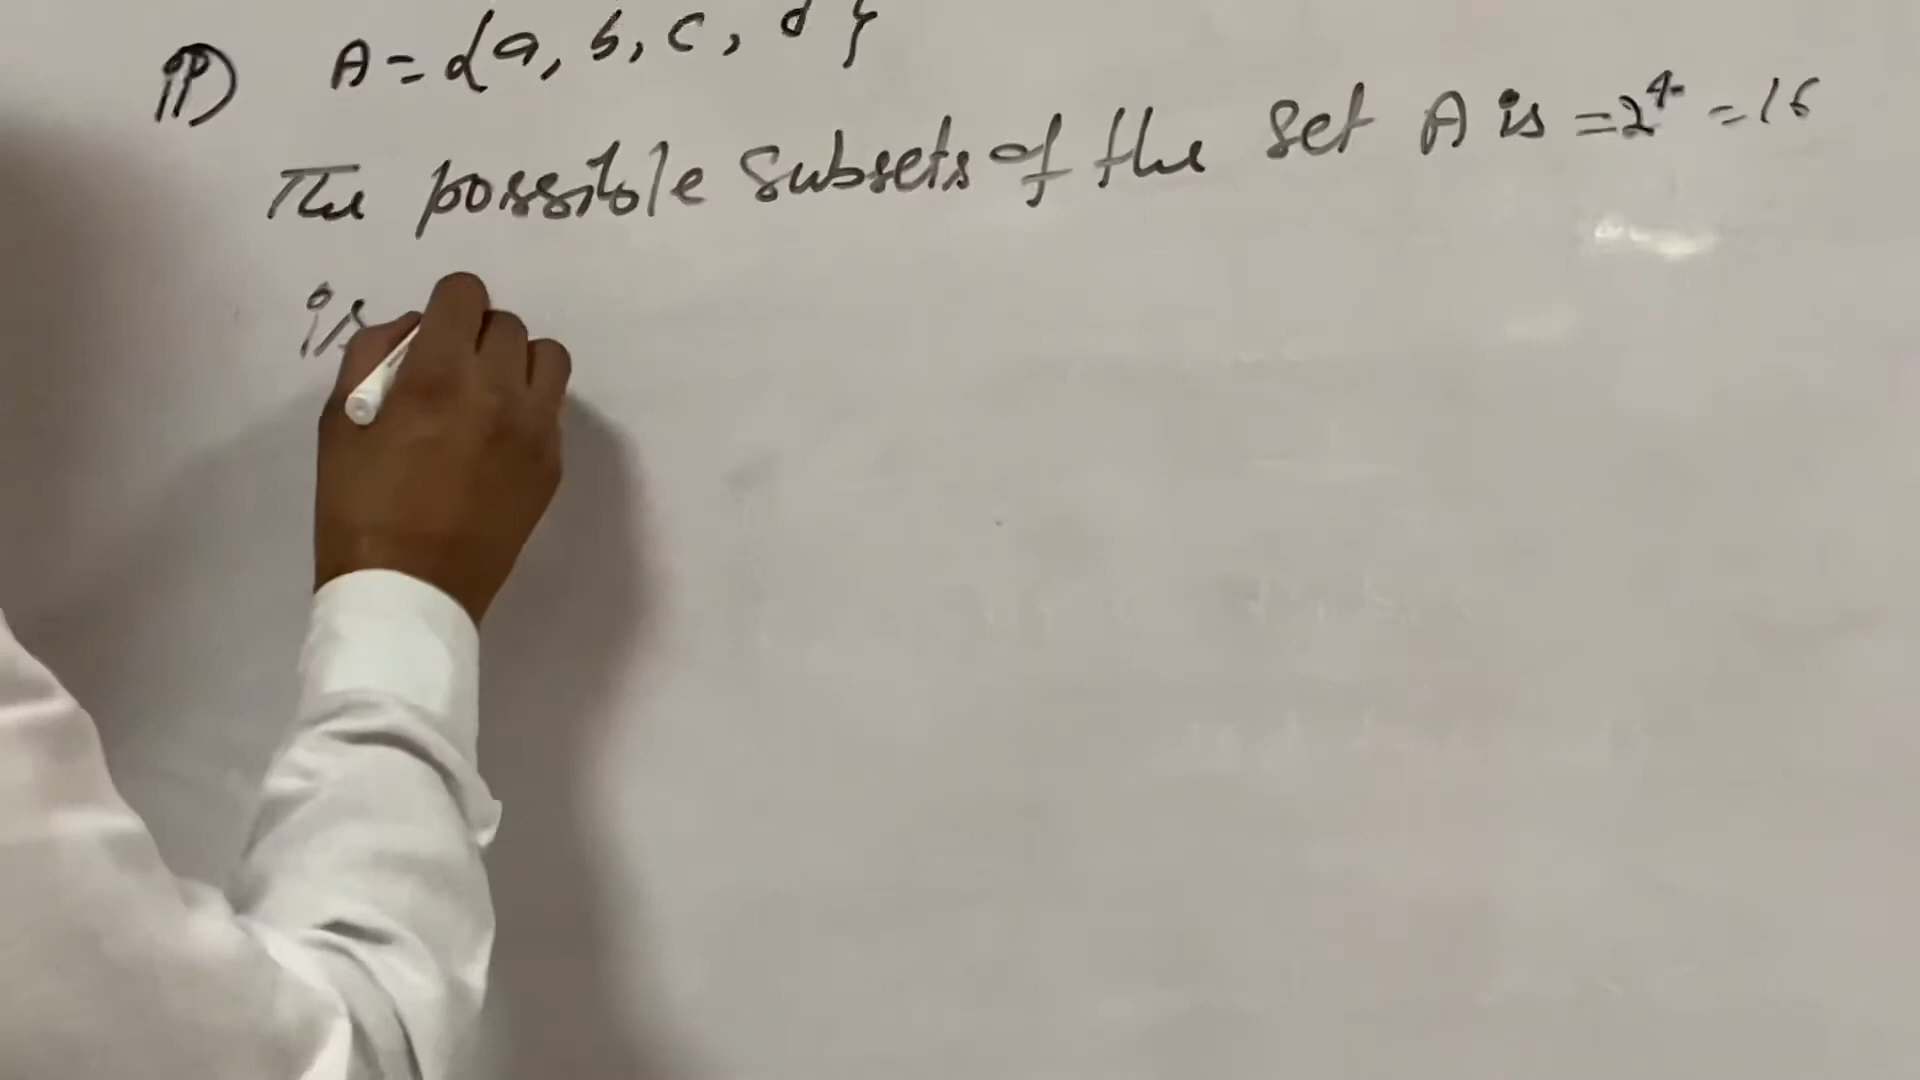 ii) A = {a, b, c, d}
The possible subsets of the set A is = 2⁴ = 16
is